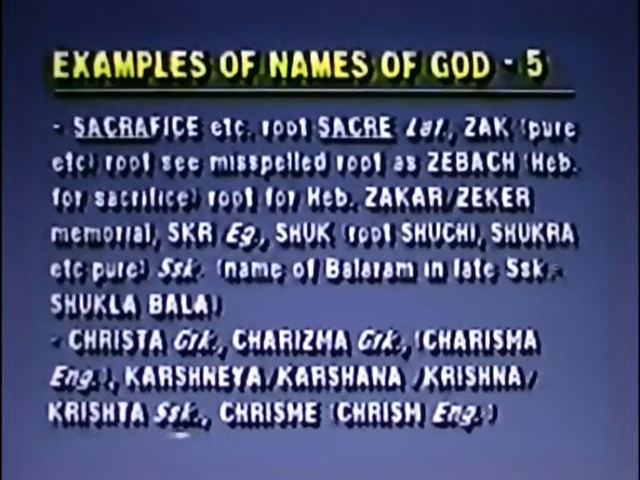 EXAMPLES OF NAMES OF GOD - 5
- SACRAFICE etc. root SACRE Lat., ZAK (pure
etc) root see misspelled root as ZEBACH (Heb.
for sacrifice) root for Heb. ZAKAR/ZEKER
memorial, SKR Eg., SHUK (root SHUCHI, SHUKRA
etc pure) Ssk. (name of Balaram in late Ssk -
SHUKLA BALA)
- CHRISTA Grk., CHARIZMA Grk., (CHARISMA
Eng.), KARSHNEYA/KARSHANA /KRISHNA/
KRISHTA Ssk., CHRISME (CHRISM Eng.)